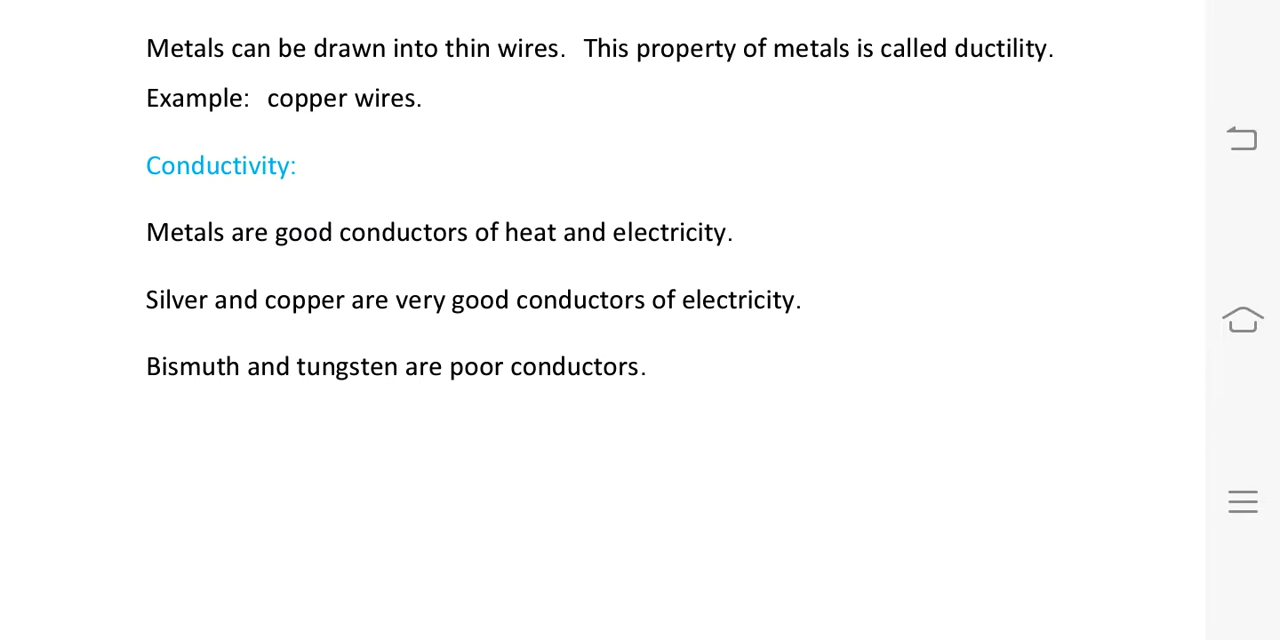 Metals can be drawn into thin wires. This property of metals is called ductility.
Example: copper wires.
Conductivity:
Metals are good conductors of heat and electricity.
Silver and copper are very good conductors of electricity.
Bismuth and tungsten are poor conductors.